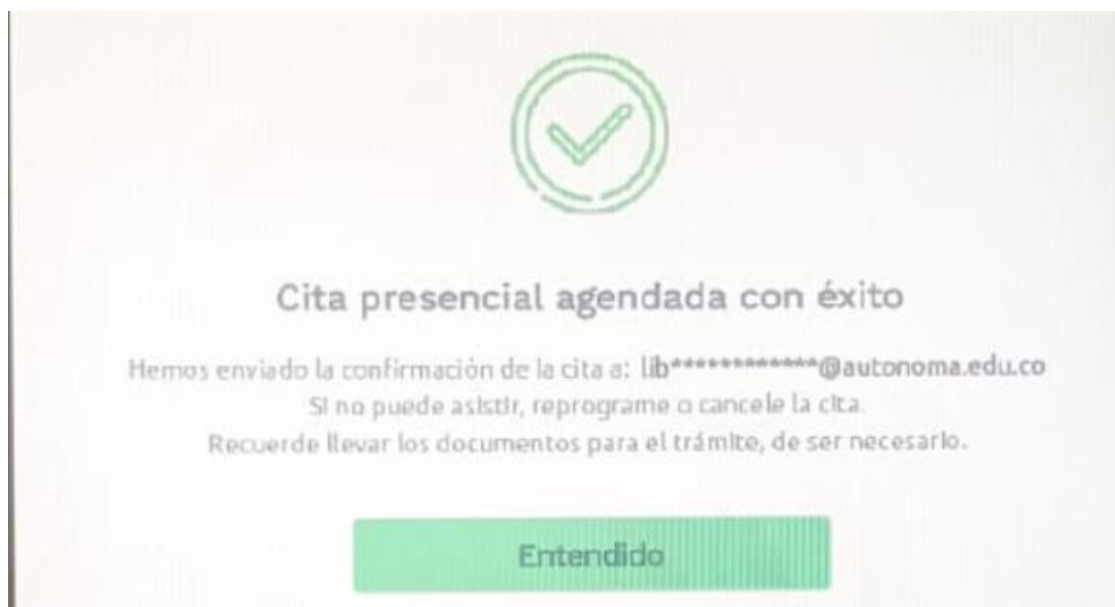 Cita presencial agendada con éxito
Hemos enviado la confirmación de la cita a: lib************@autonoma.edu.co
Si no puede asistir, reprograme o cancele la cita.
Recuerde llevar los documentos para el trámite, de ser necesario.
Entendido